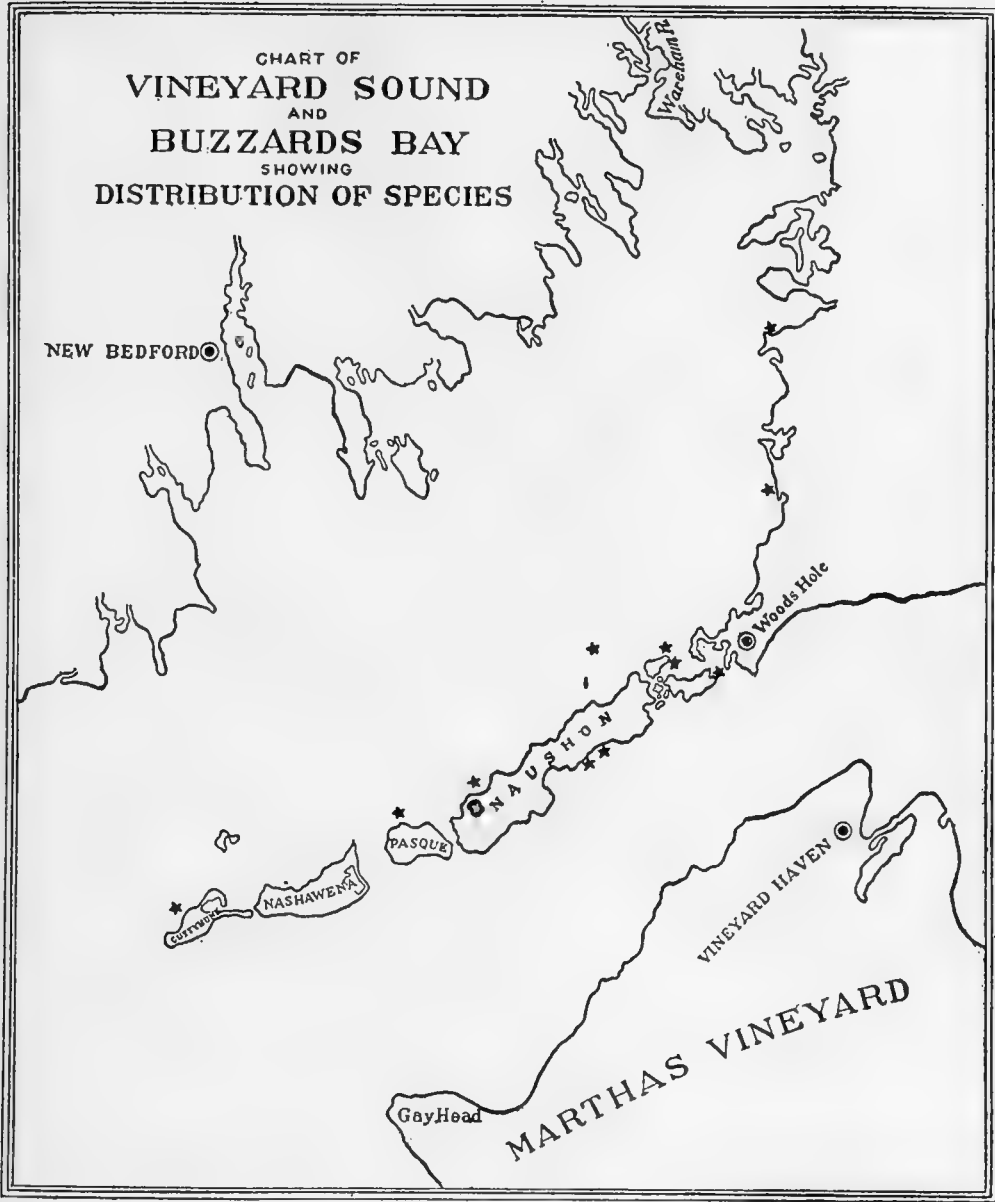 CHART OF
VINEYARD SOUND
AND
BUZZARDS BAY
SHOWING
DISTRIBUTION OF SPECIES
Wareham R.
NEW BEDFORD
Woods Hole
NAUSHON
PASQUE
NASHAWENA
CUTTYHUNK
VINEYARD HAVEN
MARTHAS VINEYARD
Gay Head